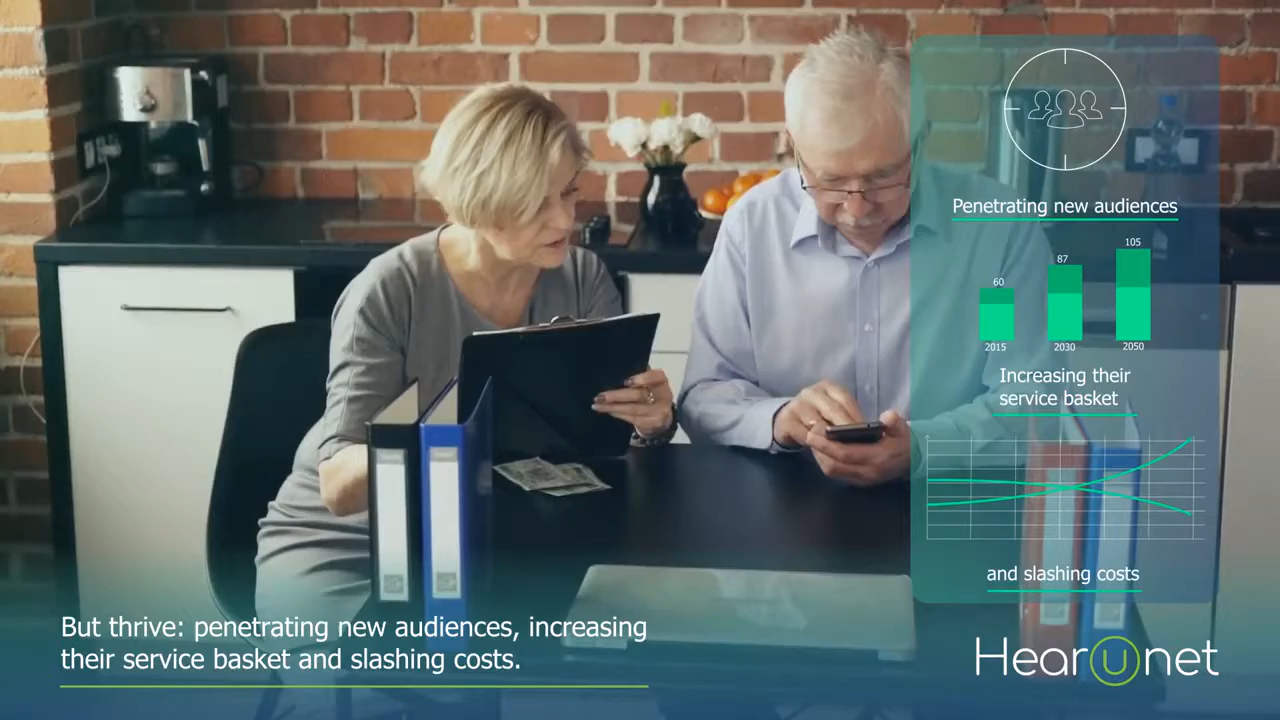 Penetrating new audiences
60
87
105
2015
2030
2050
Increasing their
service basket
and slashing costs
But thrive: penetrating new audiences, increasing
their service basket and slashing costs.
HearUnet